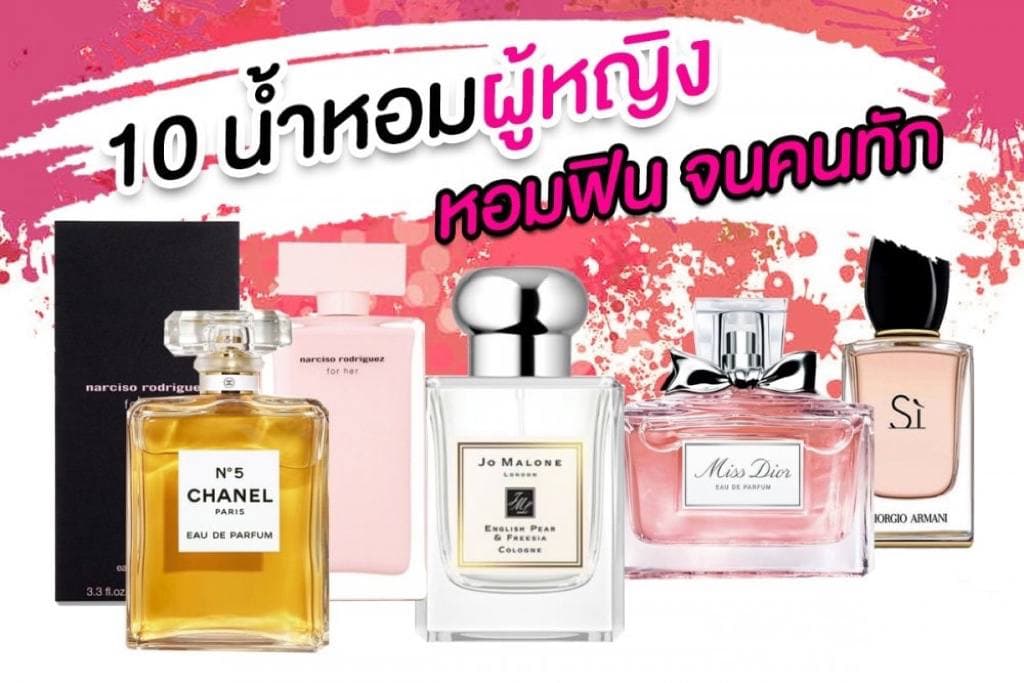 10 น้ำหอมผู้หญิง
หอมฟิน จนคนทัก
narciso rodriguez
3.3 fl.oz
narciso rodriguez
for her
N°5
CHANEL
PARIS
EAU DE PARFUM
JO MALONE
LONDON
ENGLISH PEAR
& FREESIA
COLOGNE
Miss Dior
EAU DE PARFUM
Sì
GIORGIO ARMANI